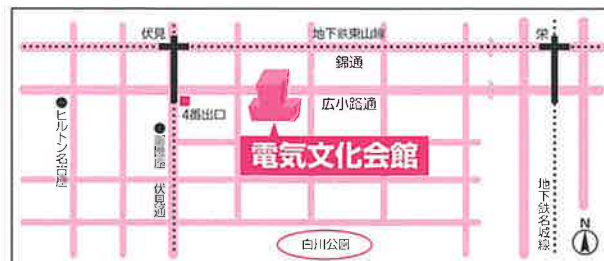 伏見
地下鉄東山線
栄
錦通
広小路通
4番出口
ヒルトン名古屋
御園座
伏見通
電気文化会館
地下鉄名城線
白川公園
N